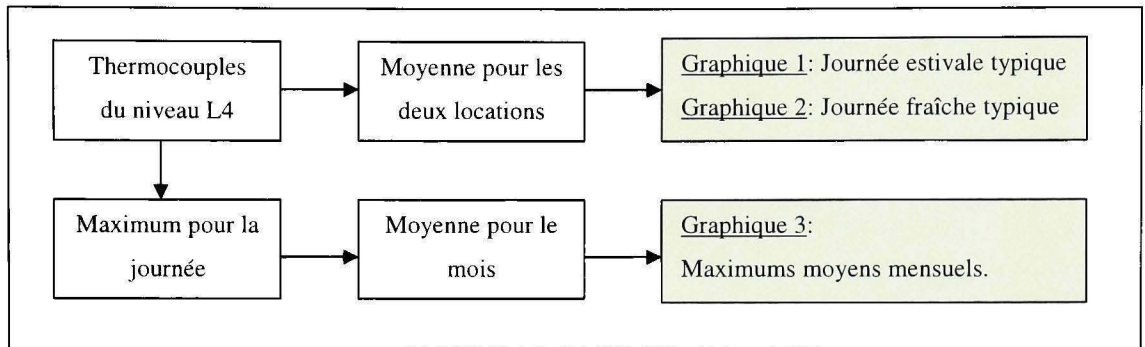 Thermocouples
du niveau L4
Moyenne pour les
deux locations
Graphique 1: Journée estivale typique
Graphique 2: Journée fraîche typique
Maximum pour la
journée
Moyenne pour le
mois
Graphique 3:
Maximums moyens mensuels.